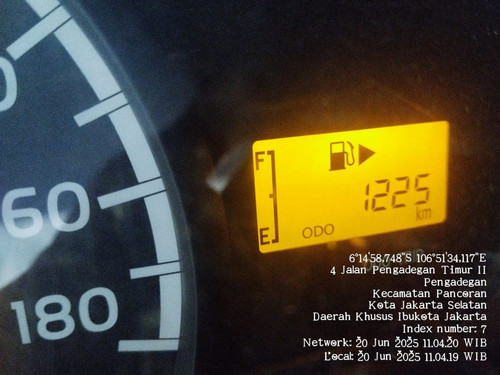 0
60
180
F
E
1225
km
ODO
6°14'58,748"S 106°51'34,117"E
4 Jalan Pengadegan Timur II
Pengadegan
Kecamatan Pancoran
Kota Jakarta Selatan
Daerah Khusus Ibukota Jakarta
Index number: 7
Network: 20 Jun 2025 11.04.20 WIB
Local: 20 Jun 2025 11.04.19 WIB